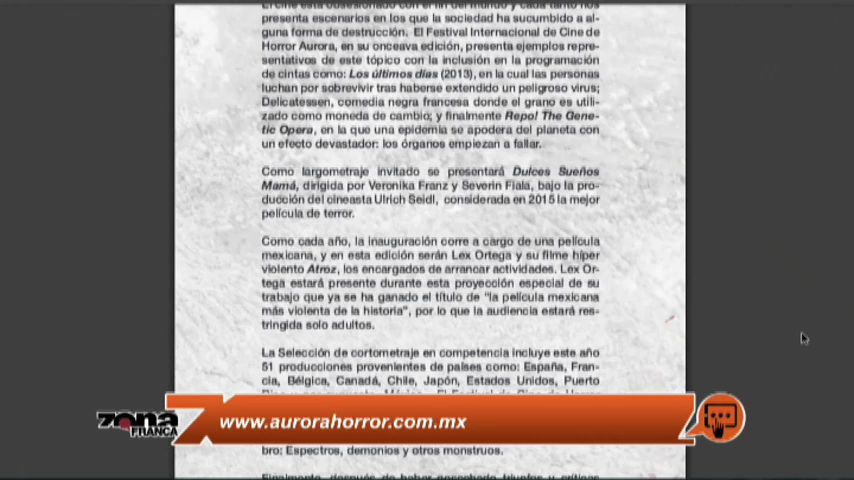 El cine está obsesionado con el fin del mundo y cada tanto nos
presenta escenarios en los que la sociedad ha sucumbido a al-
guna forma de destrucción. El Festival Internacional de Cine de
Horror Aurora, en su onceava edición, presenta ejemplos repre-
sentativos de este tópico con la inclusión en la programación
de cintas como: Los últimos días (2013), en la cual las personas
luchan por sobrevivir tras haberse extendido un peligroso virus;
Delicatessen, comedia negra francesa donde el grano es utili-
zado como moneda de cambio; y finalmente Repo! The Gene-
tic Opera, en la que una epidemia se apodera del planeta con
un efecto devastador: los órganos empiezan a fallar.
Como largometraje invitado se presentará Dulces Sueños
Mamá, dirigida por Veronika Franz y Severin Fiala, bajo la pro-
ducción del cineasta Ulrich Seidl, considerada en 2015 la mejor
película de terror.
Como cada año, la inauguración corre a cargo de una película
mexicana, y en esta edición serán Lex Ortega y su filme hiper
violento Atroz, los encargados de arrancar actividades. Lex Or-
tega estará presente durante esta proyección especial de su
trabajo que ya se ha ganado el título de "la película mexicana
más violenta de la historia", por lo que la audiencia estará res-
tringida solo adultos.
La Selección de cortometraje en competencia incluye este año
51 producciones provenientes de países como: España, Fran-
cia, Bélgica, Canadá, Chile, Japón, Estados Unidos, Puerto
zona
FRANCA
www.aurorahorror.com.mx
bro: Espectros, demonios y otros monstruos.